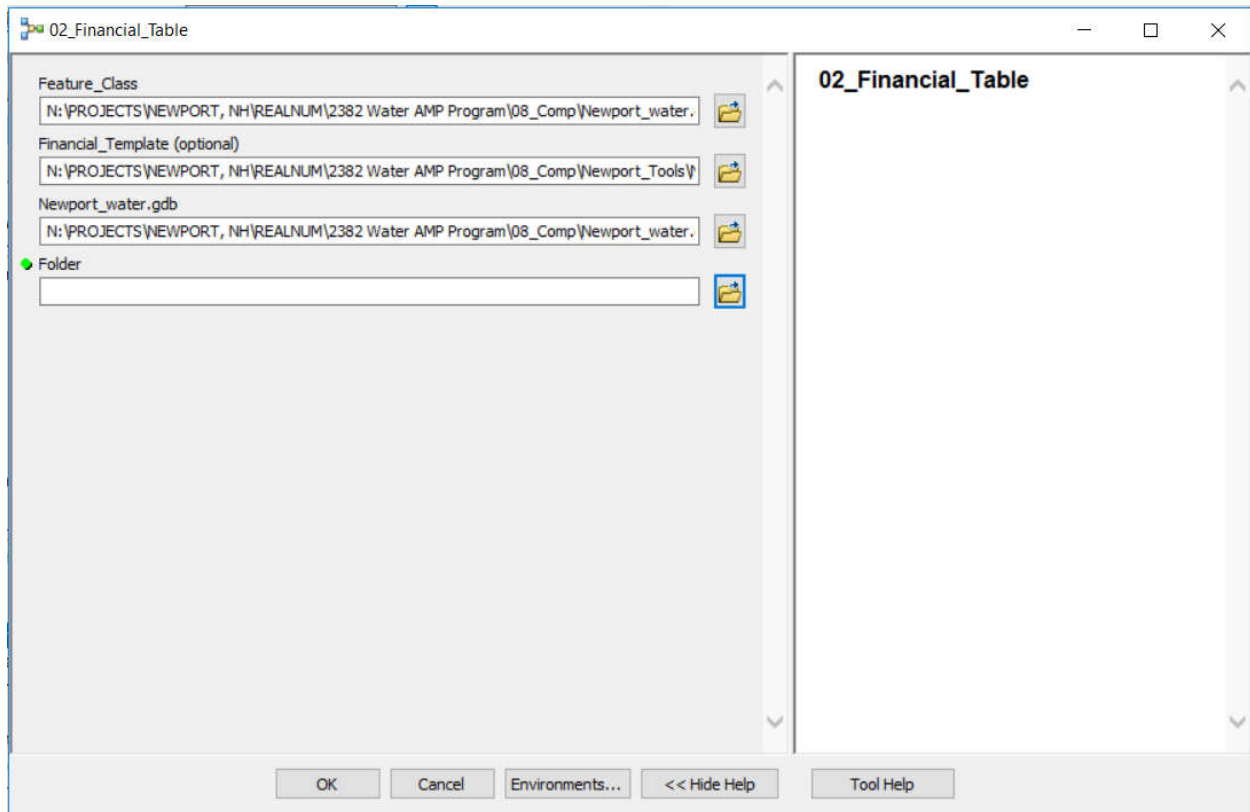 02_Financial_Table
Feature_Class
N:\PROJECTS\NEWPORT, NH\REALNUM\2382 Water AMP Program\08_Comp\Newport_water.
Financial_Template (optional)
N:\PROJECTS\NEWPORT, NH\REALNUM\2382 Water AMP Program\08_Comp\Newport_Tools\
Newport_water.gdb
N:\PROJECTS\NEWPORT, NH\REALNUM\2382 Water AMP Program\08_Comp\Newport_water.
Folder
02_Financial_Table
OK
Cancel
Environments...
<< Hide Help
Tool Help